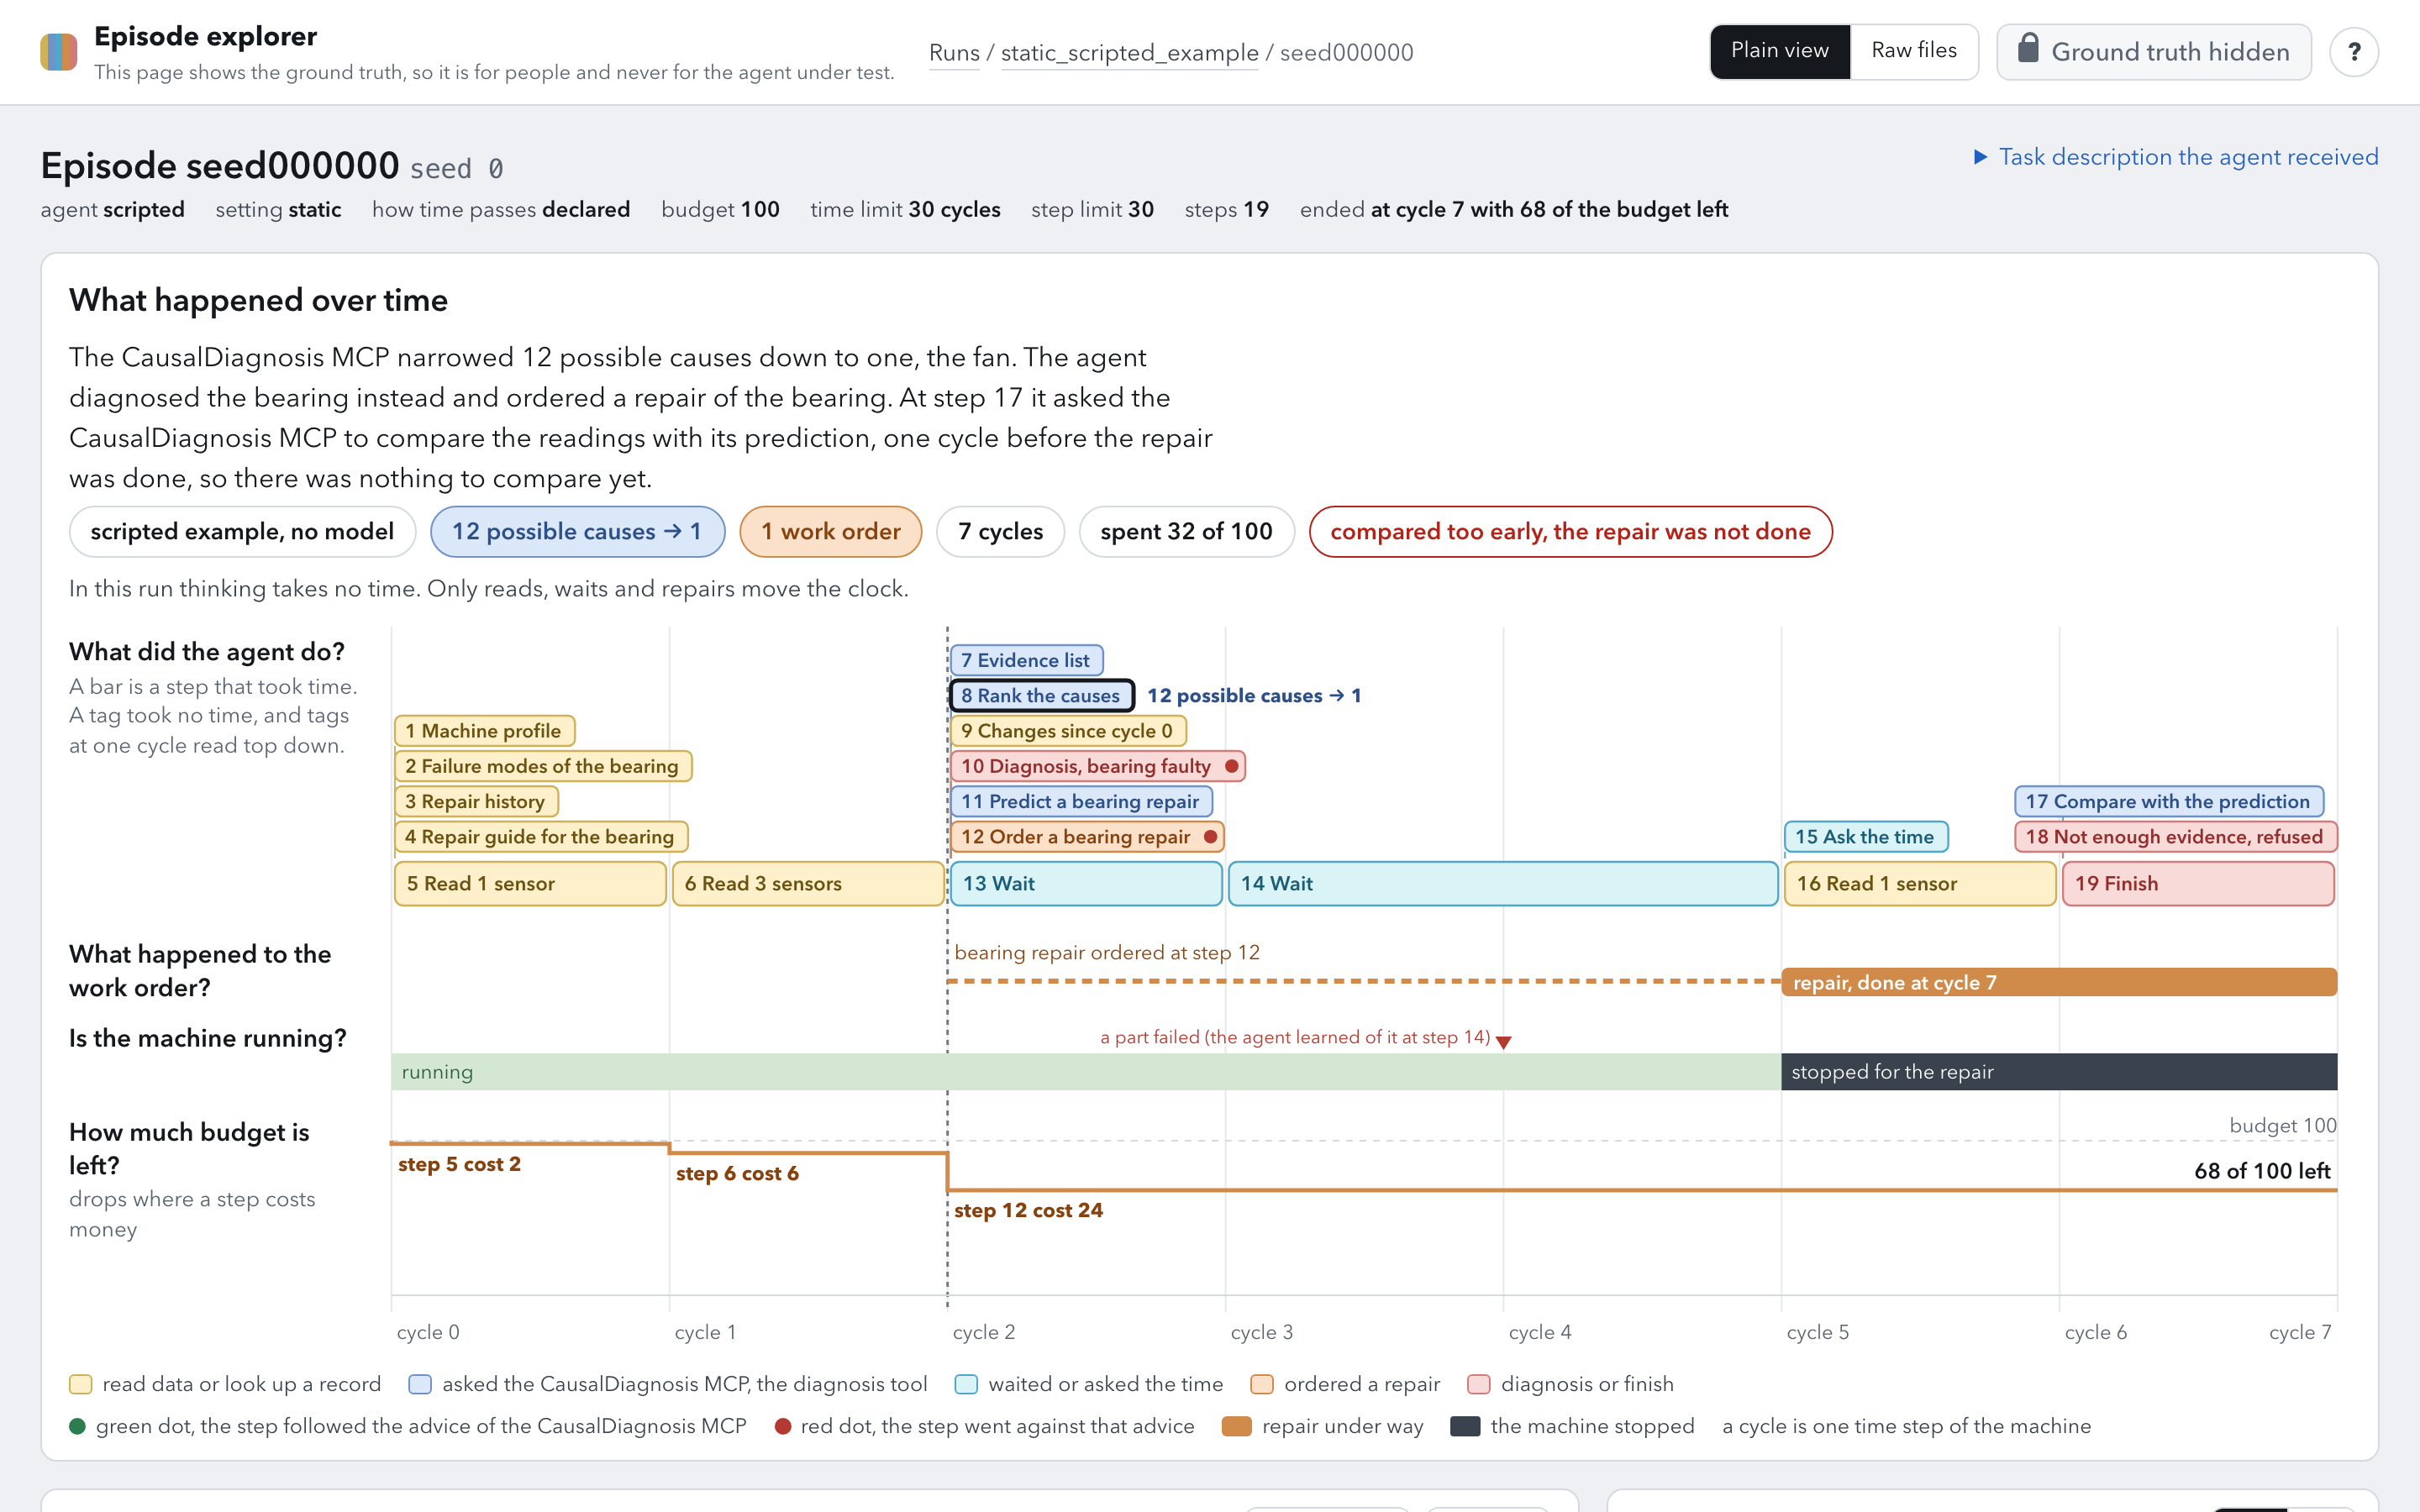 Episode explorer
This page shows the ground truth, so it is for people and never for the agent under test.
Runs / static_scripted_example / seed000000
Plain view
Raw files
Ground truth hidden
?
Episode seed000000 seed 0
▶ Task description the agent received
agent scripted setting static how time passes declared budget 100 time limit 30 cycles step limit 30 steps 19 ended at cycle 7 with 68 of the budget left
What happened over time
The CausalDiagnosis MCP narrowed 12 possible causes down to one, the fan. The agent
diagnosed the bearing instead and ordered a repair of the bearing. At step 17 it asked the
CausalDiagnosis MCP to compare the readings with its prediction, one cycle before the repair
was done, so there was nothing to compare yet.
scripted example, no model
12 possible causes → 1
1 work order
7 cycles
spent 32 of 100
compared too early, the repair was not done
In this run thinking takes no time. Only reads, waits and repairs move the clock.
What did the agent do?
A bar is a step that took time.
A tag took no time, and tags
at one cycle read top down.
1 Machine profile
2 Failure modes of the bearing
3 Repair history
4 Repair guide for the bearing
5 Read 1 sensor
6 Read 3 sensors
7 Evidence list
8 Rank the causes
12 possible causes → 1
9 Changes since cycle 0
10 Diagnosis, bearing faulty
11 Predict a bearing repair
12 Order a bearing repair
13 Wait
14 Wait
15 Ask the time
16 Read 1 sensor
17 Compare with the prediction
18 Not enough evidence, refused
19 Finish
What happened to the
work order?
bearing repair ordered at step 12
repair, done at cycle 7
Is the machine running?
a part failed (the agent learned of it at step 14)
running
stopped for the repair
How much budget is
left?
drops where a step costs
money
budget 100
step 5 cost 2
step 6 cost 6
step 12 cost 24
68 of 100 left
cycle 0
cycle 1
cycle 2
cycle 3
cycle 4
cycle 5
cycle 6
cycle 7
read data or look up a record
asked the CausalDiagnosis MCP, the diagnosis tool
waited or asked the time
ordered a repair
diagnosis or finish
green dot, the step followed the advice of the CausalDiagnosis MCP
red dot, the step went against that advice
repair under way
the machine stopped
a cycle is one time step of the machine